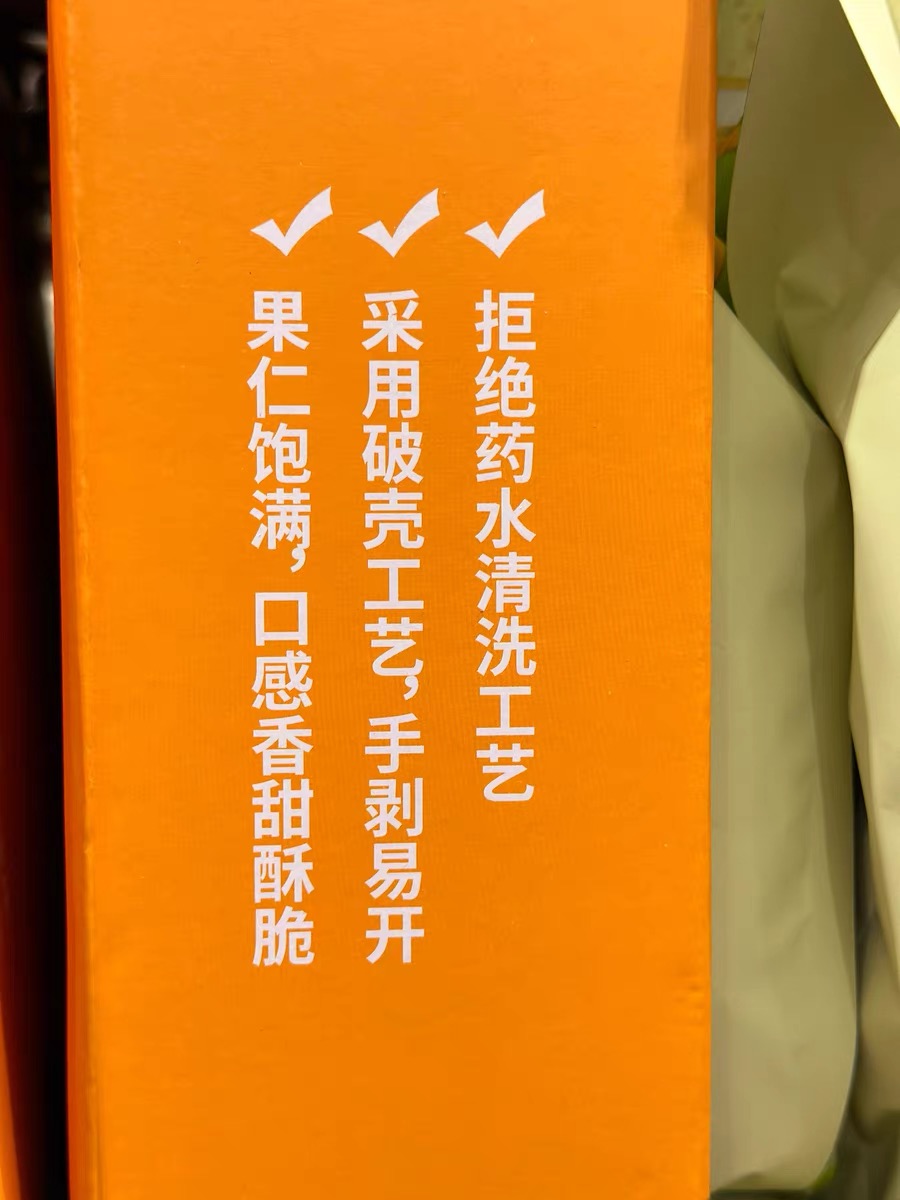 拒绝药水清洗工艺
采用破壳工艺,手剥易开
果仁饱满,口感香甜酥脆